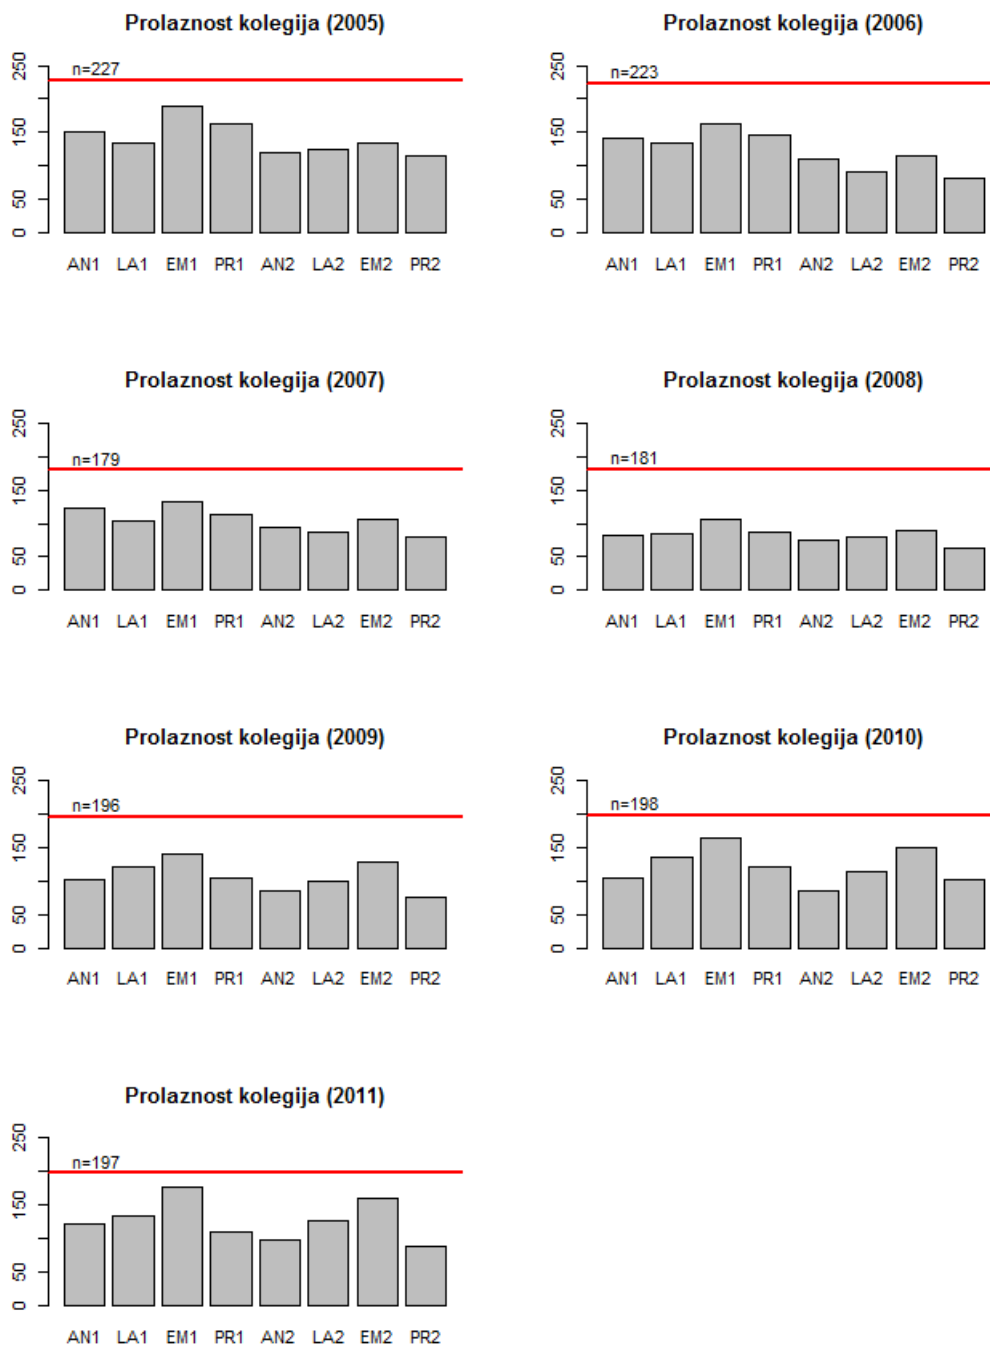 Prolaznost kolegija (2005)
n=227
250
150
50
0
AN1 LA1 EM1 PR1 AN2 LA2 EM2 PR2
Prolaznost kolegija (2006)
n=223
250
150
50
0
AN1 LA1 EM1 PR1 AN2 LA2 EM2 PR2
Prolaznost kolegija (2007)
n=179
250
150
50
0
AN1 LA1 EM1 PR1 AN2 LA2 EM2 PR2
Prolaznost kolegija (2008)
n=181
250
150
50
0
AN1 LA1 EM1 PR1 AN2 LA2 EM2 PR2
Prolaznost kolegija (2009)
n=196
250
150
50
0
AN1 LA1 EM1 PR1 AN2 LA2 EM2 PR2
Prolaznost kolegija (2010)
n=198
250
150
50
0
AN1 LA1 EM1 PR1 AN2 LA2 EM2 PR2
Prolaznost kolegija (2011)
n=197
250
150
50
0
AN1 LA1 EM1 PR1 AN2 LA2 EM2 PR2